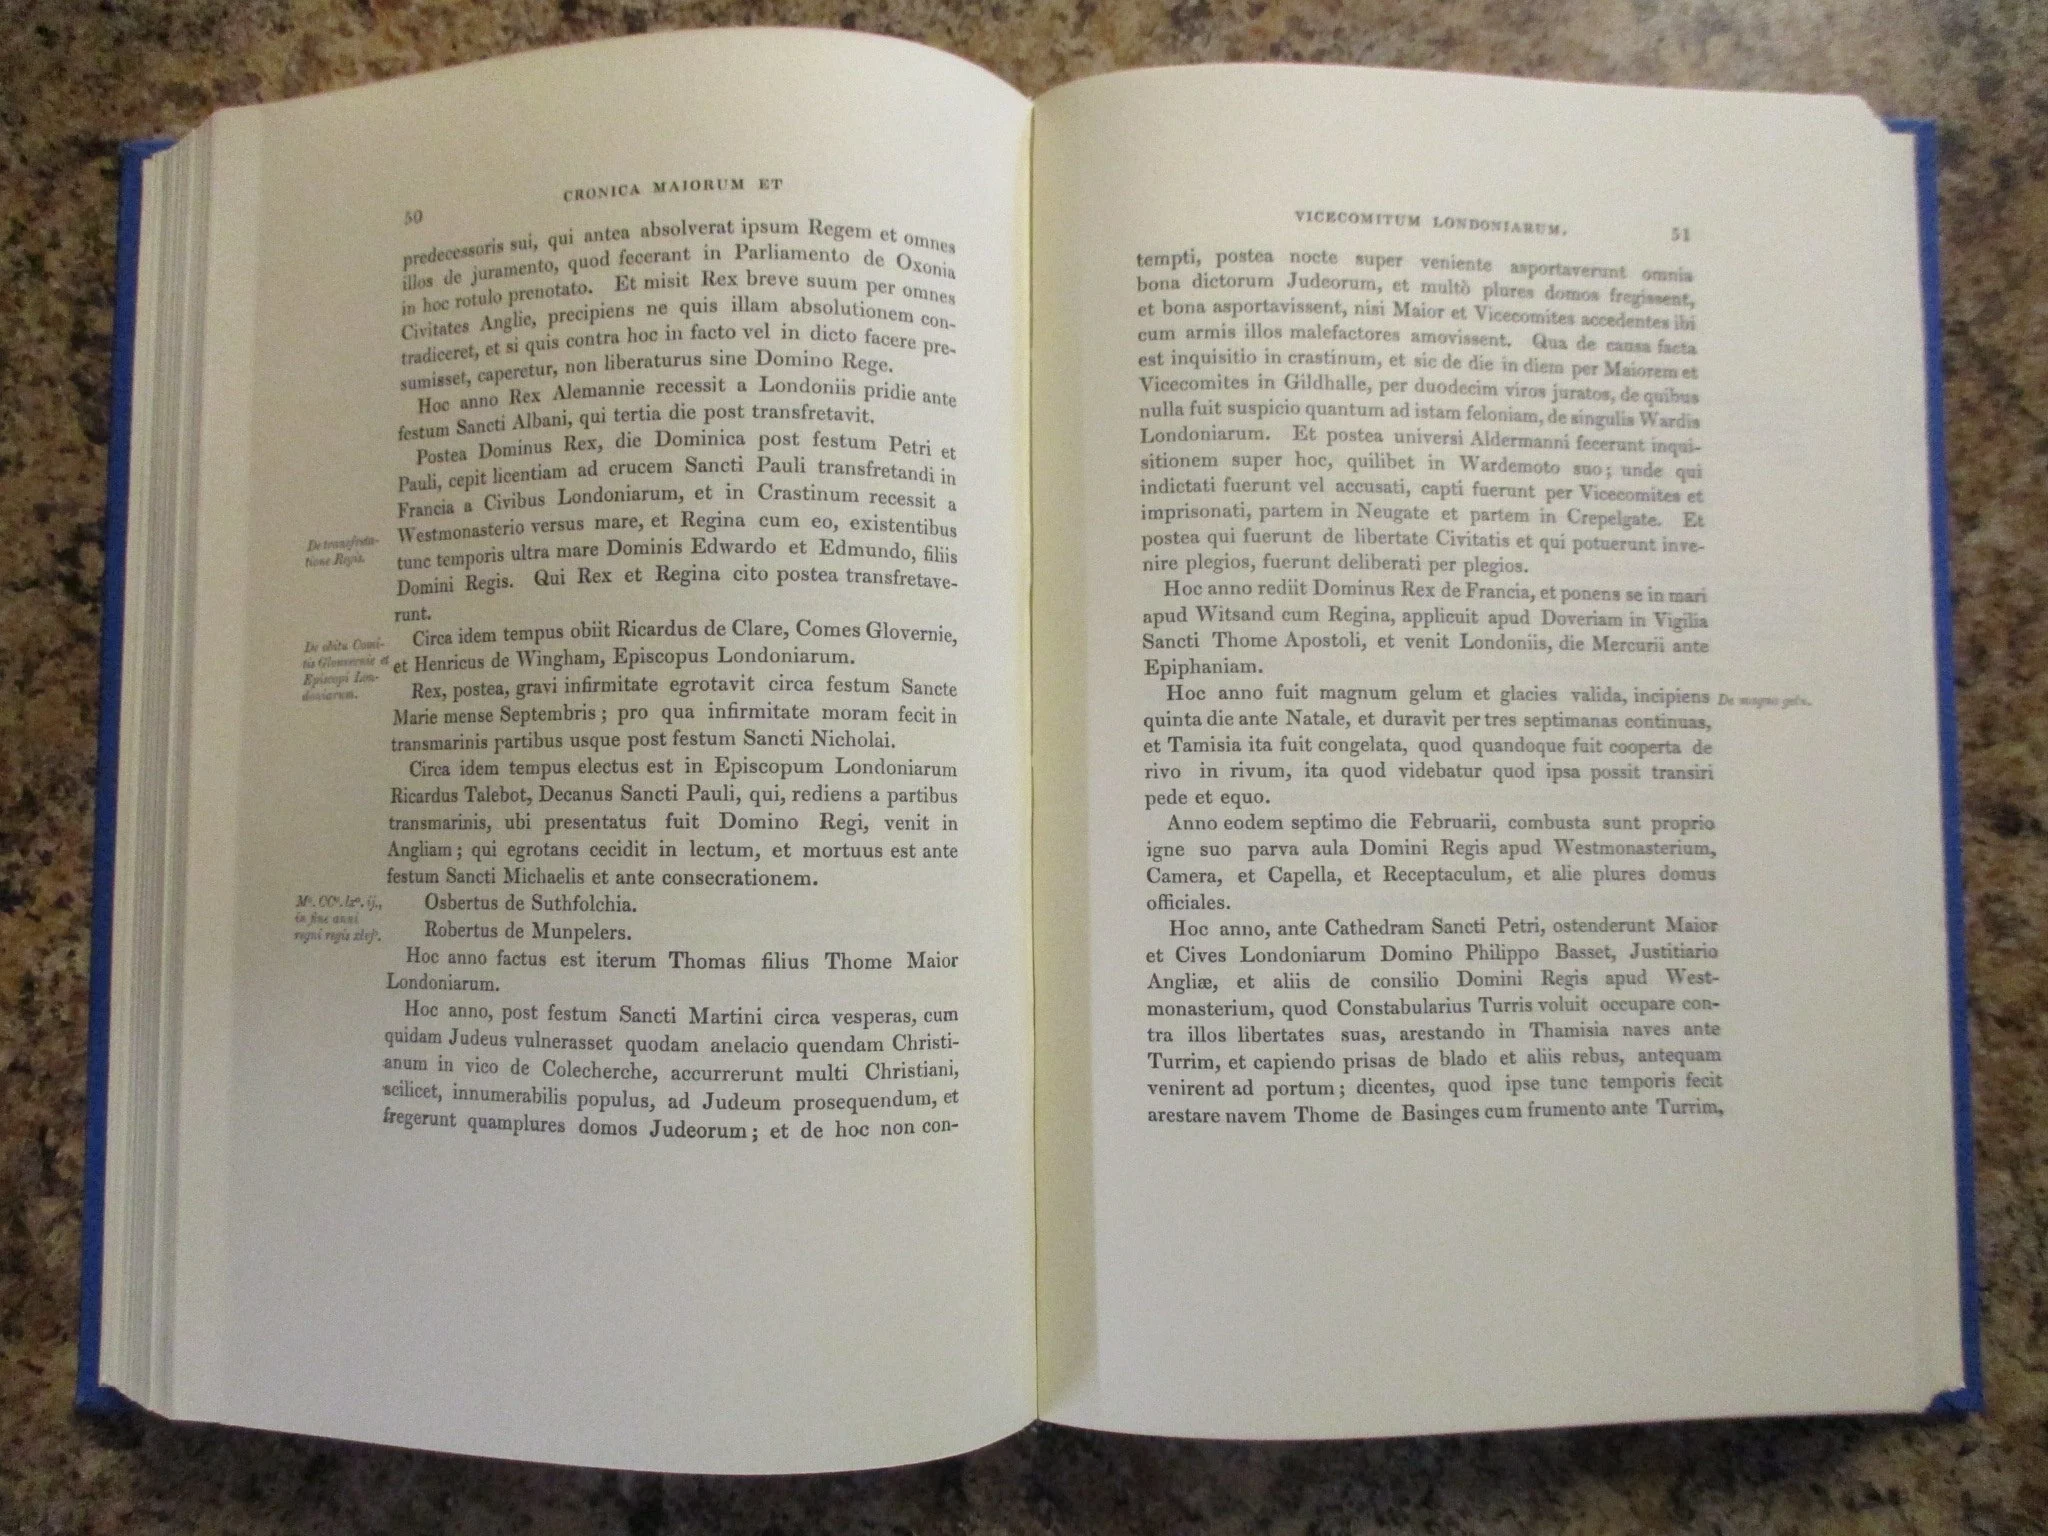 CRONICA MAIORUM ET
50
predecessoris sui, qui antea absolverat ipsum Regem et omnes
illos de juramento, quod fecerant in Parliamento de Oxonia
in hoc rotulo prenotato. Et misit Rex breve suum per omnes
Civitates Anglie, precipiens ne quis illam absolutionem con-
tradiceret, et si quis contra hoc in facto vel in dicto facere pre-
sumisset, caperetur, non liberaturus sine Domino Rege.
Hoc anno Rex Alemannie recessit a Londoniis pridie ante
festum Sancti Albani, qui tertia die post transfretavit.
Postea Dominus Rex, die Dominica post festum Petri et
Pauli, cepit licentiam ad crucem Sancti Pauli transfretandi in
Francia a Civibus Londoniarum, et in Crastinum recessit a
Westmonasterio versus mare, et Regina cum eo, existentibus
tunc temporis ultra mare Dominis Edwardo et Edmundo, filiis
Domini Regis. Qui Rex et Regina cito postea transfretave-
runt.
De transfreta-
tione Regis.
Circa idem tempus obiit Ricardus de Clare, Comes Glovernie,
et Henricus de Wingham, Episcopus Londoniarum.
De obitu Comi-
tis Glouvernie et
Episcopi Lon-
doniarum.
Rex, postea, gravi infirmitate egrotavit circa festum Sancte
Marie mense Septembris; pro qua infirmitate moram fecit in
transmarinis partibus usque post festum Sancti Nicholai.
Circa idem tempus electus est in Episcopum Londoniarum
Ricardus Talebot, Decanus Sancti Pauli, qui, rediens a partibus
transmarinis, ubi presentatus fuit Domino Regi, venit in
Angliam; qui egrotans cecidit in lectum, et mortuus est ante
festum Sancti Michaelis et ante consecrationem.
Mº. CCº. lxº. ij.,
in fine anni
regni regis xlvjº.
Osbertus de Suthfolchia.
Robertus de Munpelers.
Hoc anno factus est iterum Thomas filius Thome Maior
Londoniarum.
Hoc anno, post festum Sancti Martini circa vesperas, cum
quidam Judeus vulnerasset quodam anelacio quendam Christi-
anum in vico de Colecherche, accurrerunt multi Christiani,
scilicet, innumerabilis populus, ad Judeum prosequendum, et
fregerunt quamplures domos Judeorum; et de hoc non con-
VICECOMITUM LONDONIARUM.
51
tempti, postea nocte super veniente asportaverunt omnia
bona dictorum Judeorum, et multò plures domos fregissent,
et bona asportavissent, nisi Maior et Vicecomites accedentes ibi
cum armis illos malefactores amovissent. Qua de causa facta
est inquisitio in crastinum, et sic de die in diem per Maiorem et
Vicecomites in Gildhalle, per duodecim viros juratos, de quibus
nulla fuit suspicio quantum ad istam feloniam, de singulis Wardis
Londoniarum. Et postea universi Aldermanni fecerunt inqui-
sitionem super hoc, quilibet in Wardemoto suo; unde qui
indictati fuerunt vel accusati, capti fuerunt per Vicecomites et
imprisonati, partem in Neugate et partem in Crepelgate. Et
postea qui fuerunt de libertate Civitatis et qui potuerunt inve-
nire plegios, fuerunt deliberati per plegios.
Hoc anno rediit Dominus Rex de Francia, et ponens se in mari
apud Witsand cum Regina, applicuit apud Doveriam in Vigilia
Sancti Thome Apostoli, et venit Londoniis, die Mercurii ante
Epiphaniam.
Hoc anno fuit magnum gelum et glacies valida, incipiens
De magno gelu.
quinta die ante Natale, et duravit per tres septimanas continuas,
et Tamisia ita fuit congelata, quod quandoque fuit cooperta de
rivo in rivum, ita quod videbatur quod ipsa possit transiri
pede et equo.
Anno eodem septimo die Februarii, combusta sunt proprio
igne suo parva aula Domini Regis apud Westmonasterium,
Camera, et Capella, et Receptaculum, et alie plures domus
officiales.
Hoc anno, ante Cathedram Sancti Petri, ostenderunt Maior
et Cives Londoniarum Domino Philippo Basset, Justitiario
Angliæ, et aliis de consilio Domini Regis apud West-
monasterium, quod Constabularius Turris voluit occupare con-
tra illos libertates suas, arestando in Thamisia naves ante
Turrim, et capiendo prisas de blado et aliis rebus, antequam
venirent ad portum; dicentes, quod ipse tunc temporis fecit
arestare navem Thome de Basinges cum frumento ante Turrim,